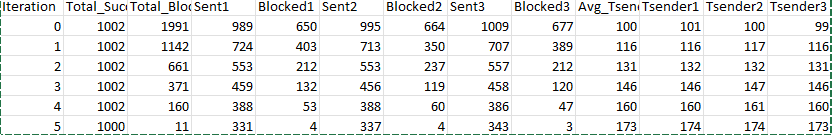 Iteration Total_Succ Total_Bloc Sent1 Blocked1 Sent2 Blocked2 Sent3 Blocked3 Avg_Tsend Tsender1 Tsender2 Tsender3
0 1002 1991 989 650 995 664 1009 677 100 101 100 99
1 1002 1142 724 403 713 350 707 389 116 116 117 116
2 1002 661 553 212 553 237 557 212 131 132 132 131
3 1002 371 459 132 456 119 458 120 146 146 147 146
4 1002 160 388 53 388 60 386 47 160 160 161 160
5 1000 11 331 4 337 4 343 3 173 174 174 173